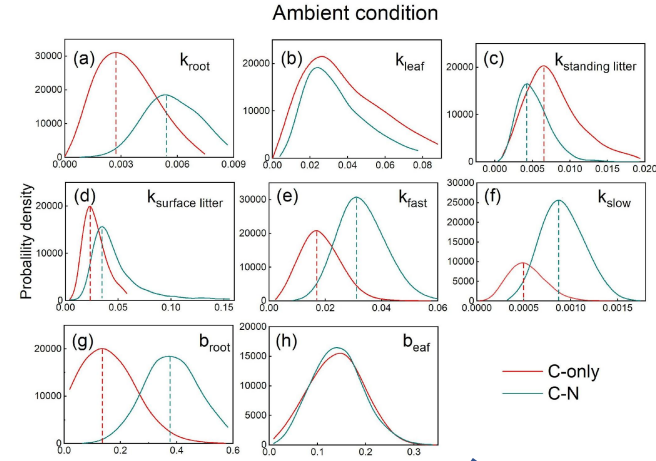 Ambient condition
(a) k_root
30000
20000
10000
0
0.000 0.003 0.006 0.009
(b) k_leaf
20000
10000
0
0.00 0.02 0.04 0.06 0.08
(c) k_standing litter
20000
10000
0
0.000 0.005 0.010 0.015 0.020
Probalility density
(d) k_surface litter
20000
10000
0
0.00 0.05 0.10 0.15
(e) k_fast
30000
20000
10000
0
0.00 0.02 0.04 0.06
(f) k_slow
30000
25000
20000
15000
10000
5000
0
0.0000 0.0005 0.0010 0.0015
(g) b_root
20000
10000
0
0.0 0.2 0.4 0.6
(h) b_eaf
20000
15000
10000
5000
0
0.0 0.1 0.2 0.3
C-only
C-N